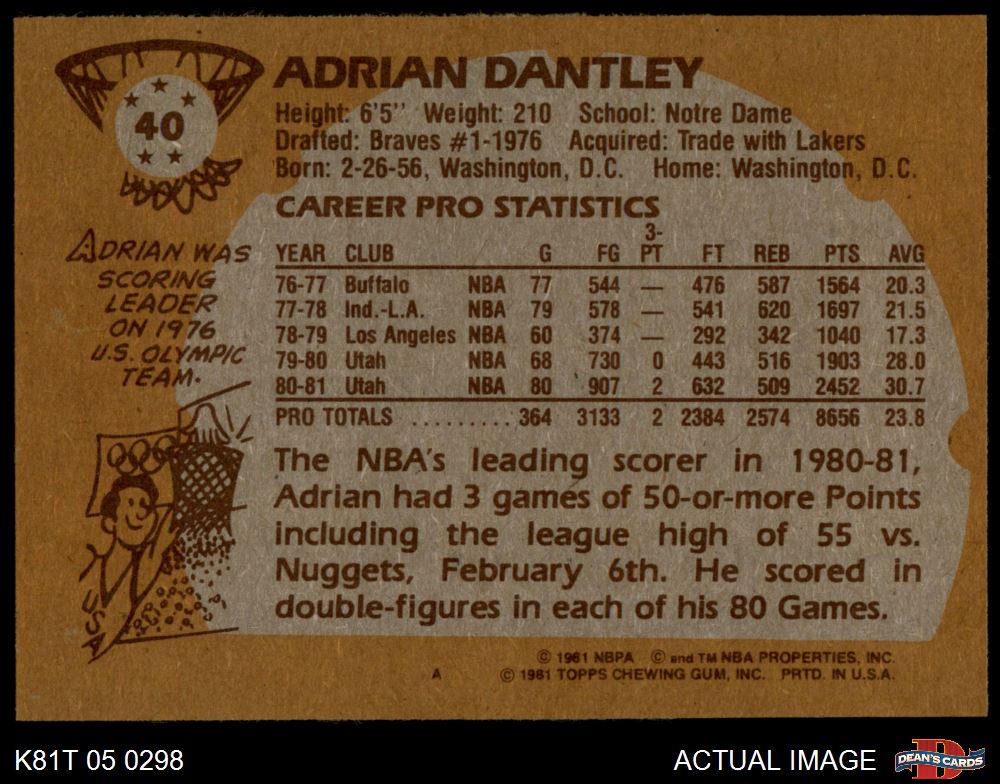 40
ADRIAN DANTLEY
Height: 6'5'' Weight: 210 School: Notre Dame
Drafted: Braves #1-1976 Acquired: Trade with Lakers
Born: 2-26-56, Washington, D.C. Home: Washington, D.C.
CAREER PRO STATISTICS
YEAR CLUB G FG 3-PT FT REB PTS AVG
76-77 Buffalo NBA 77 544 — 476 587 1564 20.3
77-78 Ind.-L.A. NBA 79 578 — 541 620 1697 21.5
78-79 Los Angeles NBA 60 374 — 292 342 1040 17.3
79-80 Utah NBA 68 730 0 443 516 1903 28.0
80-81 Utah NBA 80 907 2 632 509 2452 30.7
PRO TOTALS ......... 364 3133 2 2384 2574 8656 23.8
ADRIAN WAS
SCORING
LEADER
ON 1976
U.S. OLYMPIC
TEAM.
USA
The NBA's leading scorer in 1980-81,
Adrian had 3 games of 50-or-more Points
including the league high of 55 vs.
Nuggets, February 6th. He scored in
double-figures in each of his 80 Games.
© 1981 NBPA © and TM NBA PROPERTIES, INC.
A © 1981 TOPPS CHEWING GUM, INC. PRTD. IN U.S.A.
K81T 05 0298 ACTUAL IMAGE
D
DEAN'S CARDS